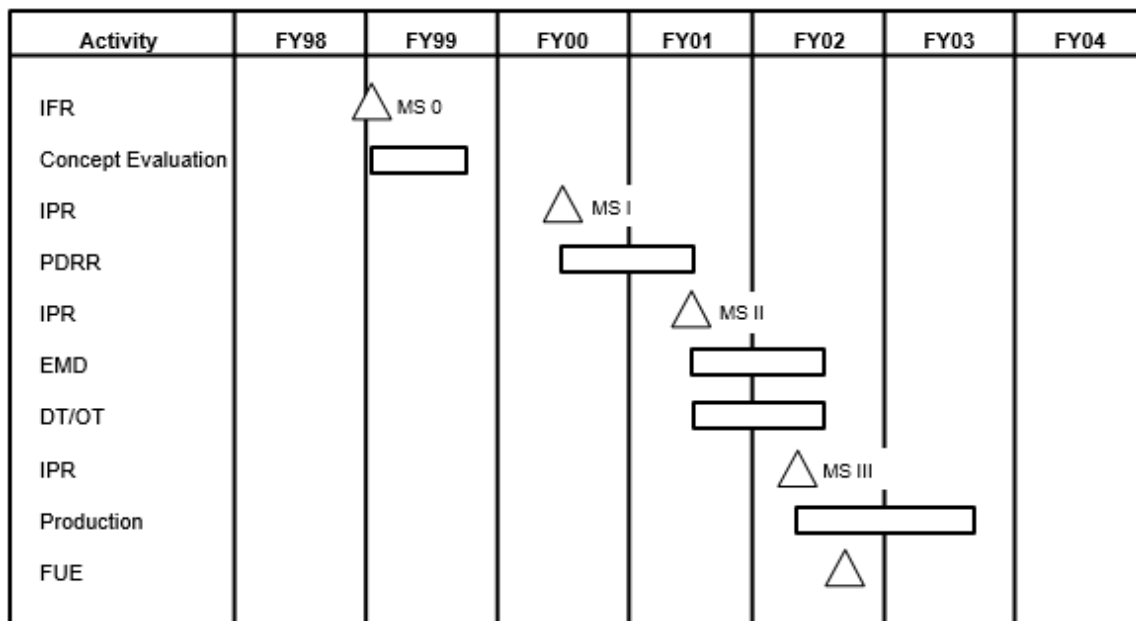 Activity FY98 FY99 FY00 FY01 FY02 FY03 FY04
IFR MS 0
Concept Evaluation
IPR MS I
PDRR
IPR MS II
EMD
DT/OT
IPR MS III
Production
FUE